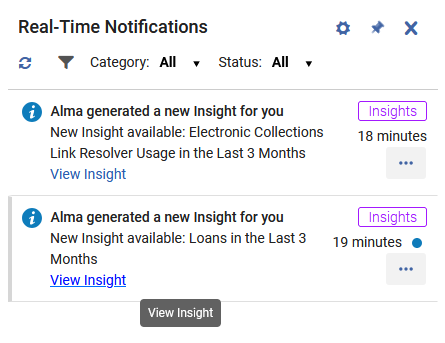 Real-Time Notifications
Category: All Status: All
Alma generated a new Insight for you
Insights
New Insight available: Electronic Collections
18 minutes
Link Resolver Usage in the Last 3 Months
View Insight
Alma generated a new Insight for you
Insights
New Insight available: Loans in the Last 3
19 minutes
Months
View Insight
View Insight